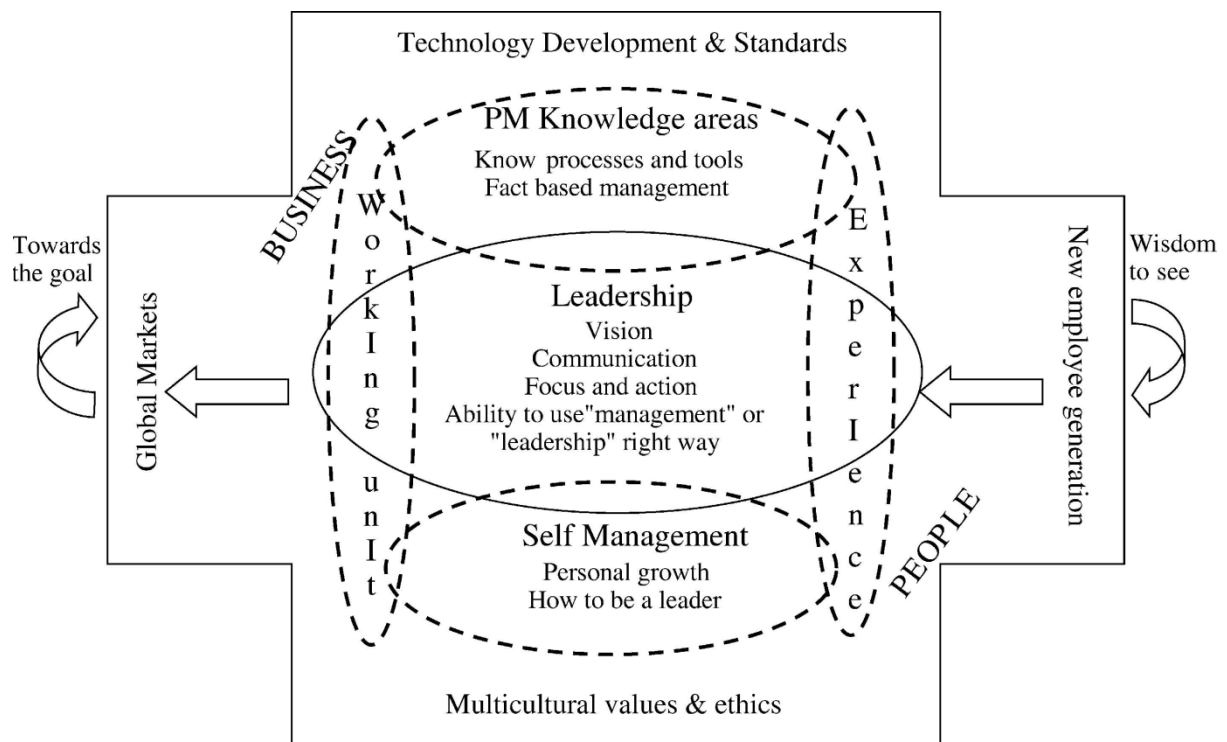 Technology Development & Standards
PM Knowledge areas
Know processes and tools
Fact based management
BUSINESS
WorkIng unIt
ExperIence
Towards
the goal
Global Markets
Leadership
Vision
Communication
Focus and action
Ability to use"management" or
"leadership" right way
New employee generation
Wisdom
to see
Self Management
Personal growth
How to be a leader
PEOPLE
Multicultural values & ethics